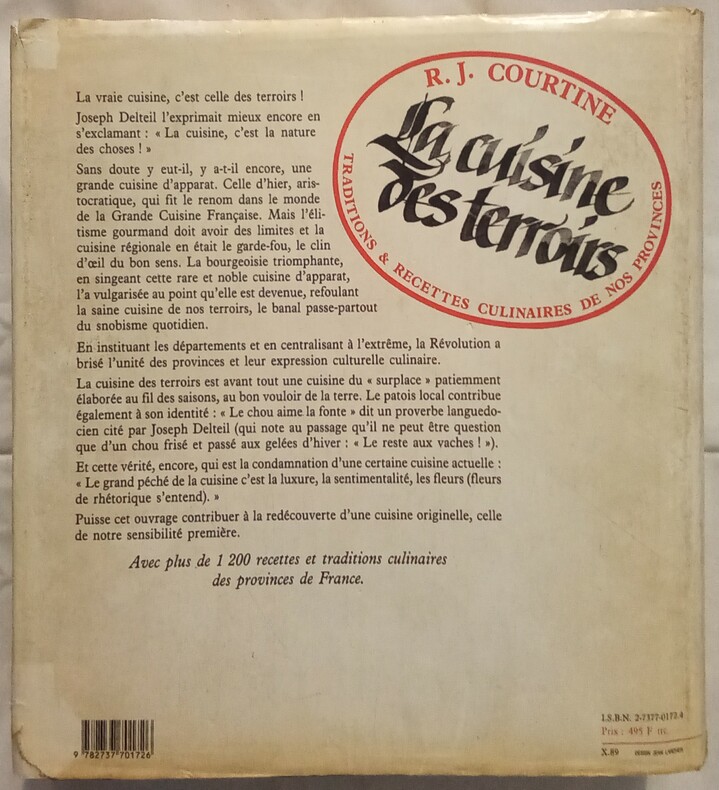 R. J. COURTINE
La cuisine
des terroirs
TRADITIONS & RECETTES CULINAIRES DE NOS PROVINCES
La vraie cuisine, c'est celle des terroirs !
Joseph Delteil l'exprimait mieux encore en
s'exclamant : « La cuisine, c'est la nature
des choses ! »
Sans doute y eut-il, y a-t-il encore, une
grande cuisine d'apparat. Celle d'hier, aris-
tocratique, qui fit le renom dans le monde
de la Grande Cuisine Française. Mais l'éli-
tisme gourmand doit avoir des limites et la
cuisine régionale en était le garde-fou, le clin
d'œil du bon sens. La bourgeoisie triomphante,
en singeant cette rare et noble cuisine d'apparat,
l'a vulgarisée au point qu'elle est devenue, refoulant
la saine cuisine de nos terroirs, le banal passe-partout
du snobisme quotidien.
En instituant les départements et en centralisant à l'extrême, la Révolution a
brisé l'unité des provinces et leur expression culturelle culinaire.
La cuisine des terroirs est avant tout une cuisine du « surplace » patiemment
élaborée au fil des saisons, au bon vouloir de la terre. Le patois local contribue
également à son identité : « Le chou aime la fonte » dit un proverbe languedo-
cien cité par Joseph Delteil (qui note au passage qu'il ne peut être question
que d'un chou frisé et passé aux gelées d'hiver : « Le reste aux vaches ! »).
Et cette vérité, encore, qui est la condamnation d'une certaine cuisine actuelle :
« Le grand péché de la cuisine c'est la luxure, la sentimentalité, les fleurs (fleurs
de rhétorique s'entend). »
Puisse cet ouvrage contribuer à la redécouverte d'une cuisine originelle, celle
de notre sensibilité première.
Avec plus de 1 200 recettes et traditions culinaires
des provinces de France.
9 782737 701726
I.S.B.N. 2-7377-0172.4
Prix : 495 F
X.89